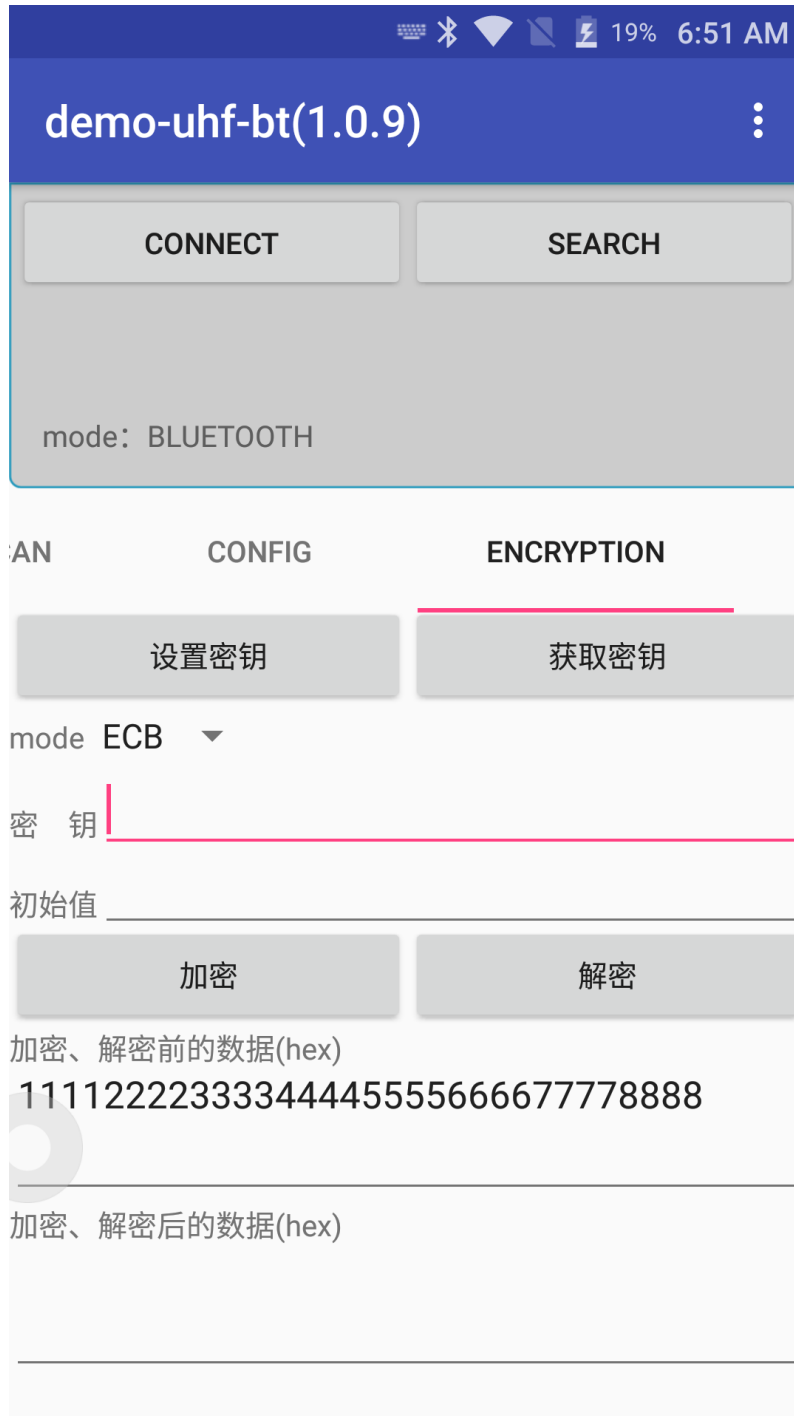 19% 6:51 AM
demo-uhf-bt(1.0.9)
CONNECT SEARCH
mode：BLUETOOTH
CAN CONFIG ENCRYPTION
设置密钥 获取密钥
mode ECB
密 钥
初始值
加密 解密
加密、解密前的数据(hex)
11112222333344445555666677778888
加密、解密后的数据(hex)